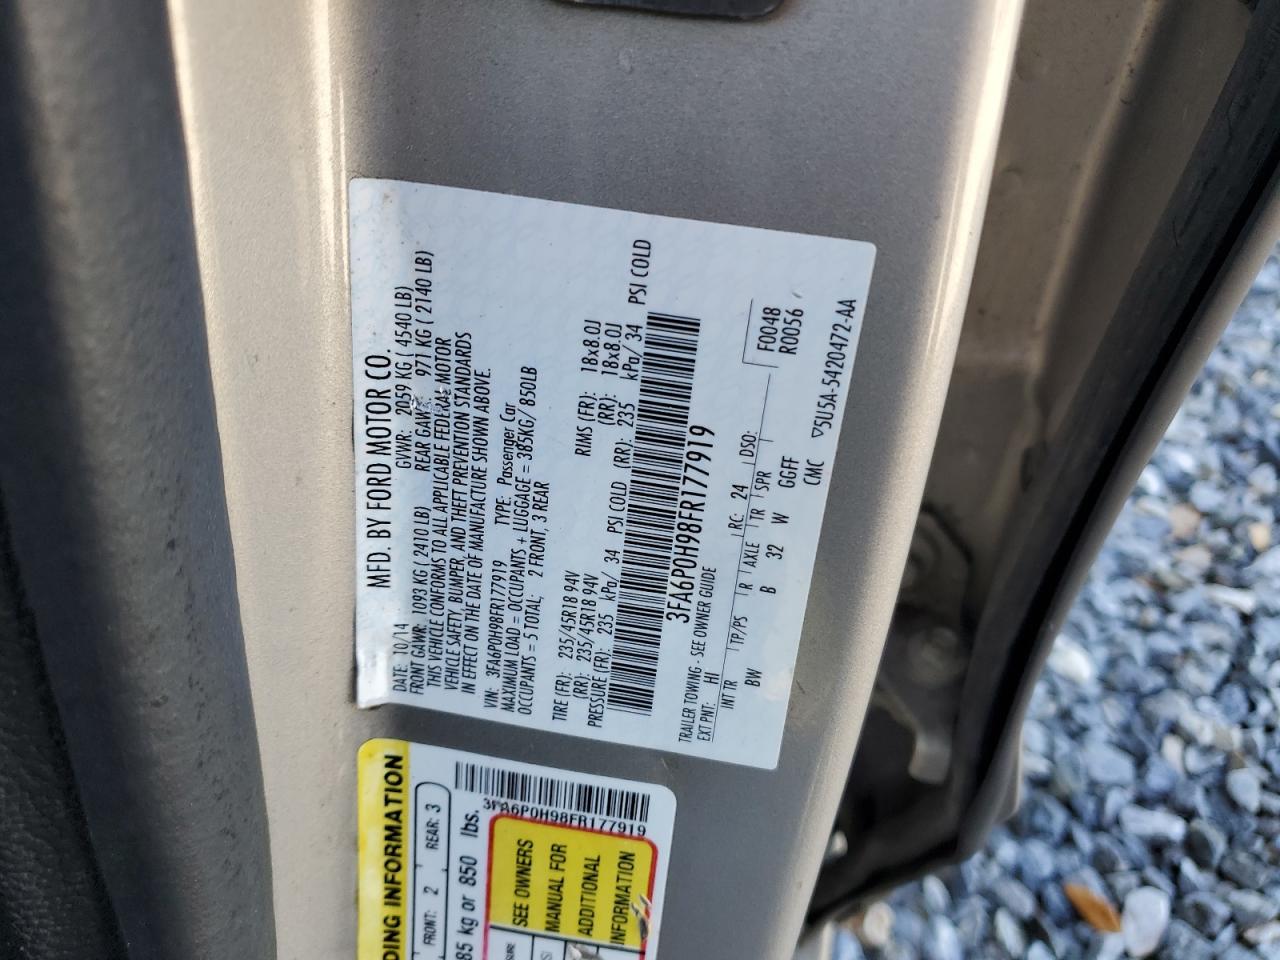 MFD. BY FORD MOTOR CO.
DATE: 10/14 GVWR: 2059 KG ( 4540 LB)
FRONT GAWR: 1093 KG ( 2410 LB) REAR GAWR: 971 KG ( 2140 LB)
THIS VEHICLE CONFORMS TO ALL APPLICABLE FEDERAL MOTOR
VEHICLE SAFETY, BUMPER, AND THEFT PREVENTION STANDARDS
IN EFFECT ON THE DATE OF MANUFACTURE SHOWN ABOVE.
VIN: 3FA6P0H98FR177919 TYPE: Passenger Car
MAXIMUM LOAD = OCCUPANTS + LUGGAGE = 385KG/ 850LB
OCCUPANTS = 5 TOTAL; 2 FRONT, 3 REAR
TIRE (FR): 235/45R18 94V RIMS (FR): 18x8.0J
(RR): 235/45R18 94V (RR): 18x8.0J
PRESSURE (FR): 235 kPa/ 34 PSI COLD (RR): 235 kPa/ 34 PSI COLD
3FA6P0H98FR177919
TRAILER TOWING - SEE OWNER GUIDE
EXT PNT: HI RC: 24 DSO: F0048
R0056
INT TR TP/PS R AXLE TR SPR
BW B 32 W GGFF
CMC ▽5U5A-5420472-AA
DING INFORMATION
FRONT: 2 REAR: 3
85 kg or 850 lbs.
3FA6P0H98FR177919
SEE OWNERS
MANUAL FOR
ADDITIONAL
INFORMATION